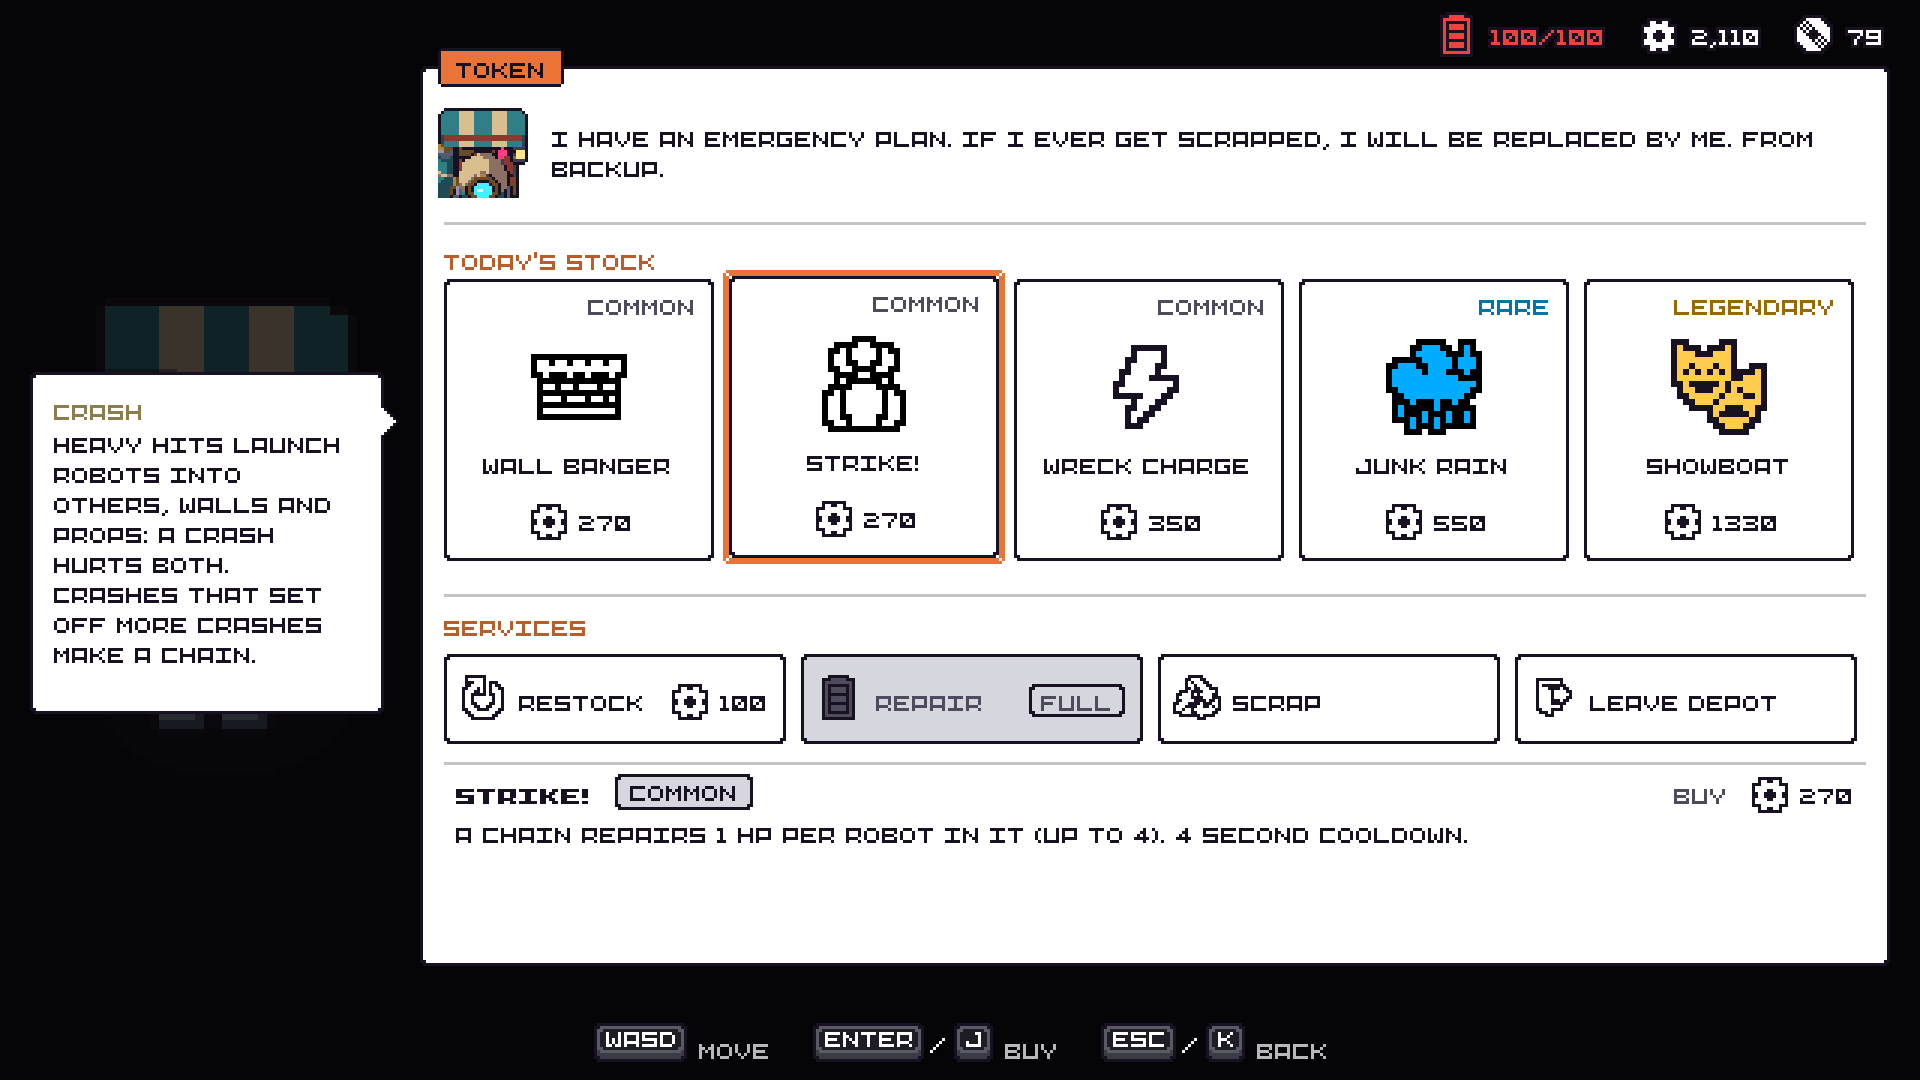 100/100
2,110
79
TOKEN
I HAVE AN EMERGENCY PLAN. IF I EVER GET SCRAPPED, I WILL BE REPLACED BY ME. FROM
BACKUP.
TODAY'S STOCK
COMMON
WALL BANGER
270
COMMON
STRIKE!
270
COMMON
WRECK CHARGE
350
RARE
JUNK RAIN
550
LEGENDARY
SHOWBOAT
1330
CRASH
HEAVY HITS LAUNCH
ROBOTS INTO
OTHERS, WALLS AND
PROPS: A CRASH
HURTS BOTH.
CRASHES THAT SET
OFF MORE CRASHES
MAKE A CHAIN.
SERVICES
RESTOCK 100
REPAIR FULL
SCRAP
LEAVE DEPOT
STRIKE! COMMON
BUY 270
A CHAIN REPAIRS 1 HP PER ROBOT IN IT (UP TO 4). 4 SECOND COOLDOWN.
WASD MOVE ENTER / J BUY ESC / K BACK